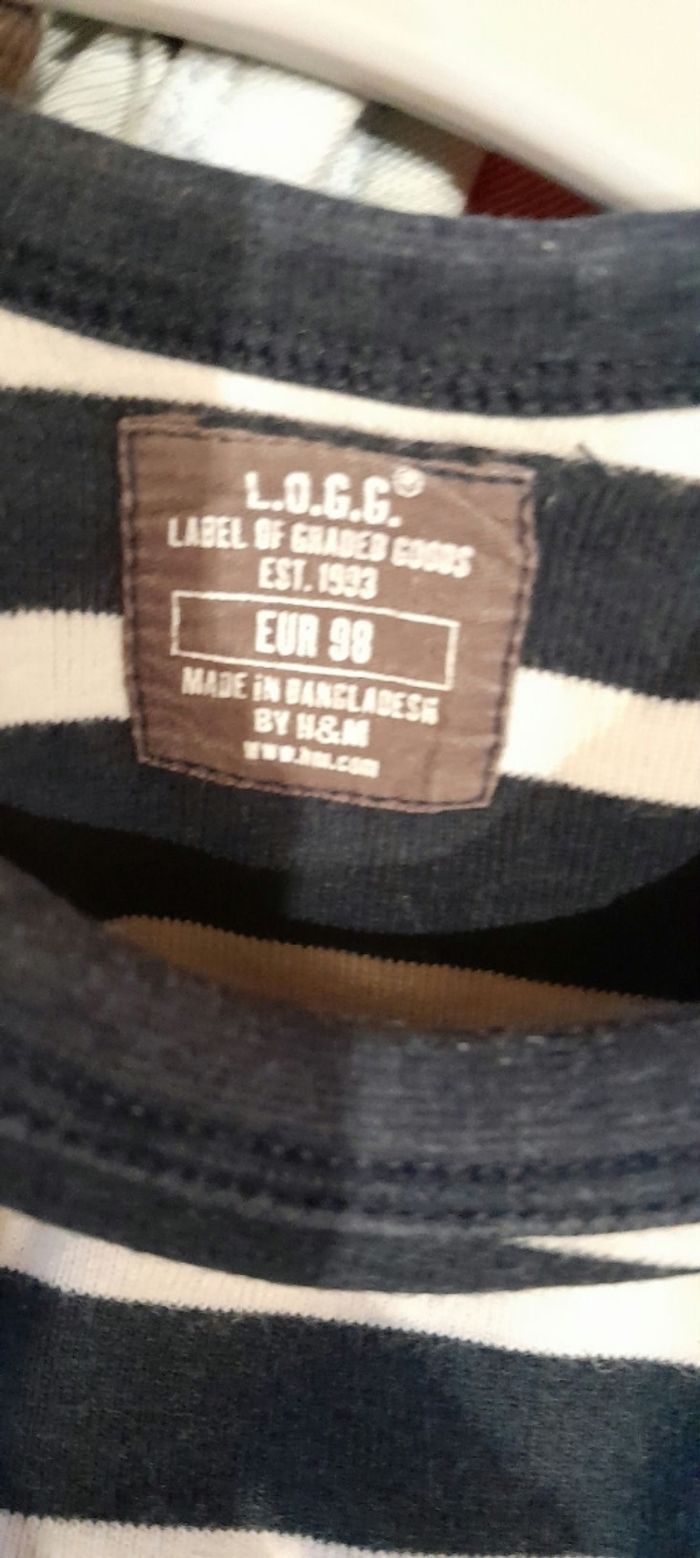 L.O.G.G.®
LABEL OF GRADED GOODS
EST. 1993
EUR 98
MADE IN BANGLADESH
BY H&M
www.hm.com